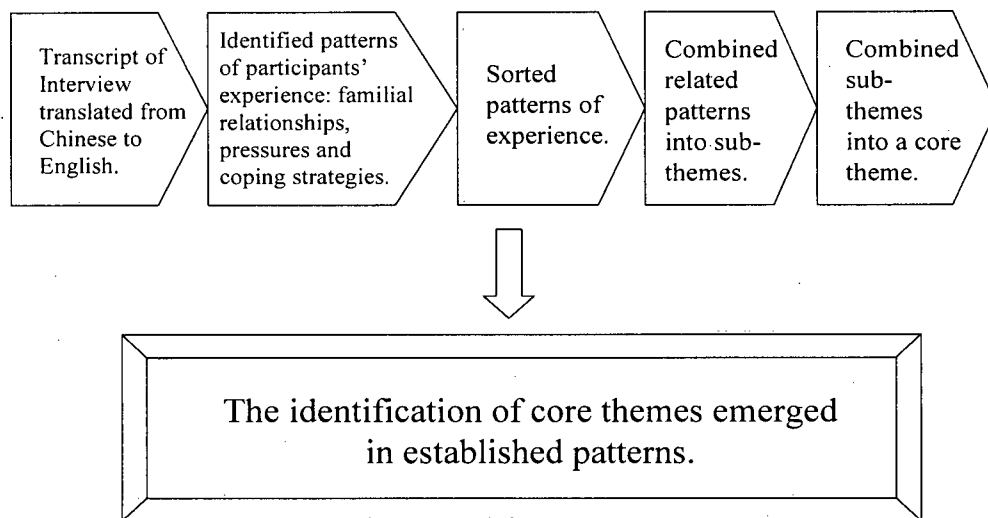 Transcript of
Interview
translated from
Chinese to
English.
Identified patterns
of participants'
experience: familial
relationships,
pressures and
coping strategies.
Sorted
patterns of
experience.
Combined
related
patterns
into sub-
themes.
Combined
sub-
themes
into a core
theme.
The identification of core themes emerged
in established patterns.